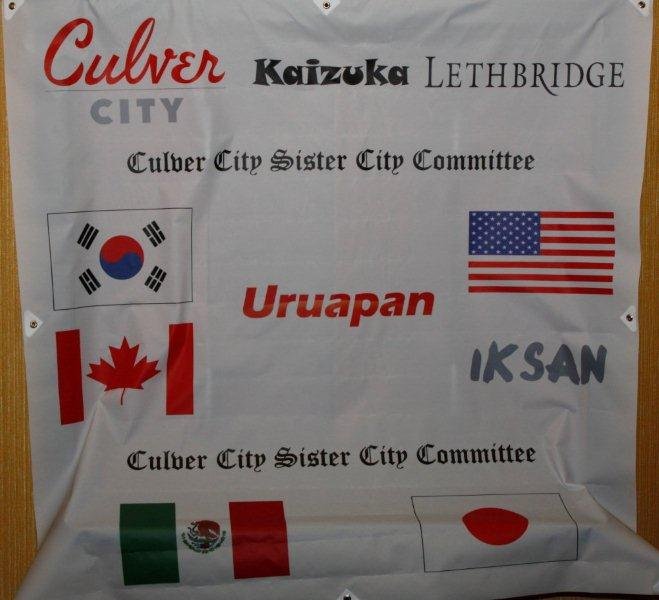 Culver
CITY
Kaizuka LETHBRIDGE
Culver City Sister City Committee
Uruapan
IKSAN
Culver City Sister City Committee